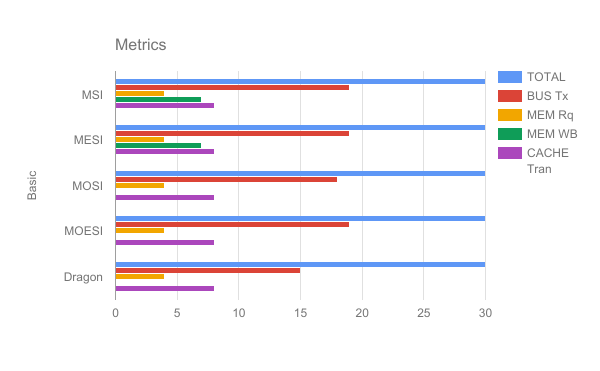 Metrics
TOTAL
BUS Tx
MEM Rq
MEM WB
CACHE
Tran
Basic
MSI
MESI
MOSI
MOESI
Dragon
0 5 10 15 20 25 30